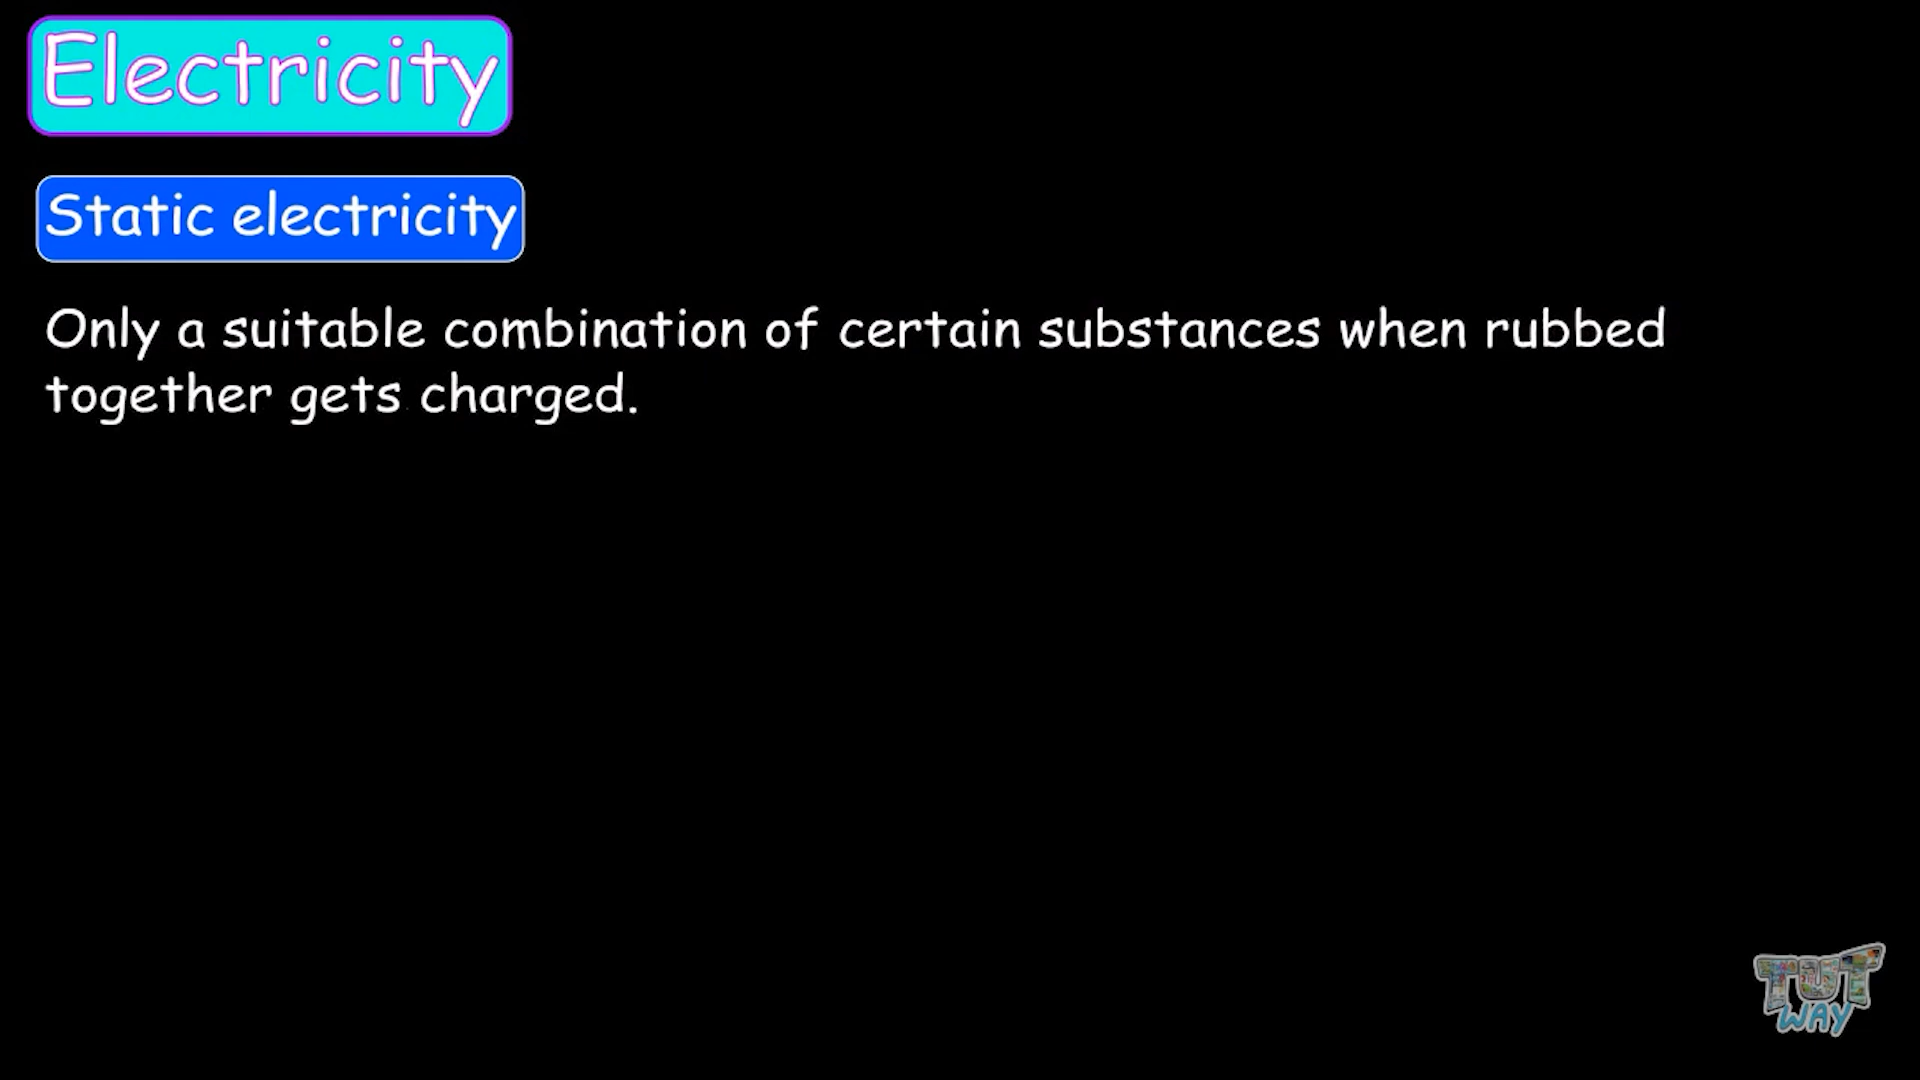 Electricity
Static electricity
Only a suitable combination of certain substances when rubbed
together gets charged.
TUT
WAY